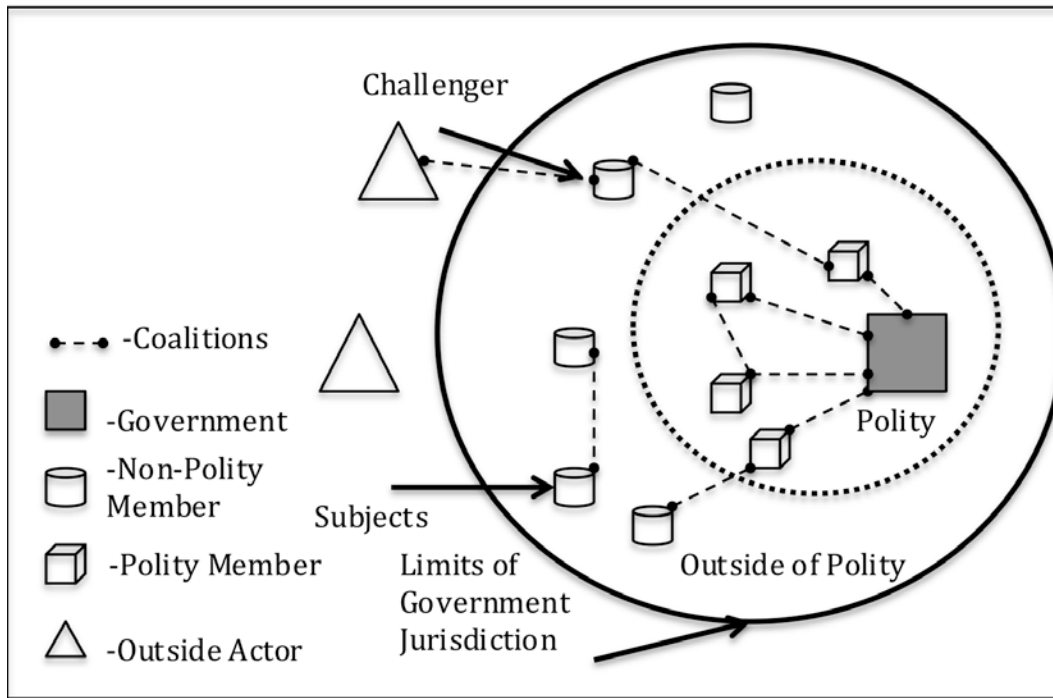 Challenger
-Coalitions
-Government
-Non-Polity
Member
-Polity Member
-Outside Actor
Subjects
Limits of
Government
Jurisdiction
Polity
Outside of Polity